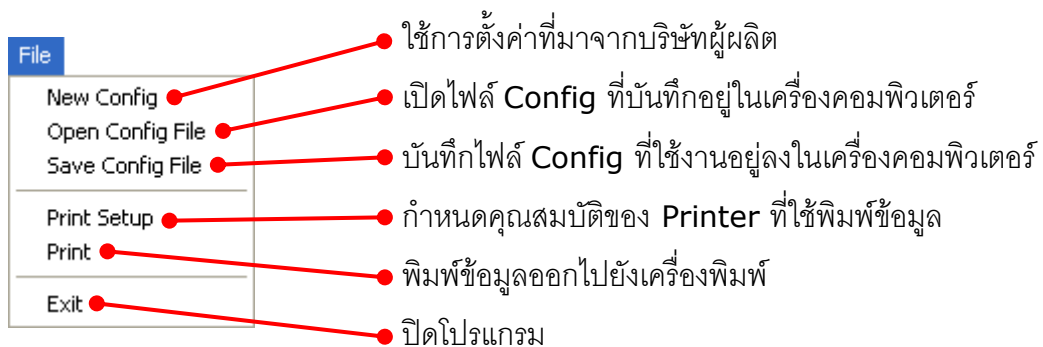 File
New Config
Open Config File
Save Config File
Print Setup
Print
Exit
ใช้การตั้งค่าที่มาจากบริษัทผู้ผลิต
เปิดไฟล์ Config ที่บันทึกอยู่ในเครื่องคอมพิวเตอร์
บันทึกไฟล์ Config ที่ใช้งานอยู่ลงในเครื่องคอมพิวเตอร์
กำหนดคุณสมบัติของ Printer ที่ใช้พิมพ์ข้อมูล
พิมพ์ข้อมูลออกไปยังเครื่องพิมพ์
ปิดโปรแกรม